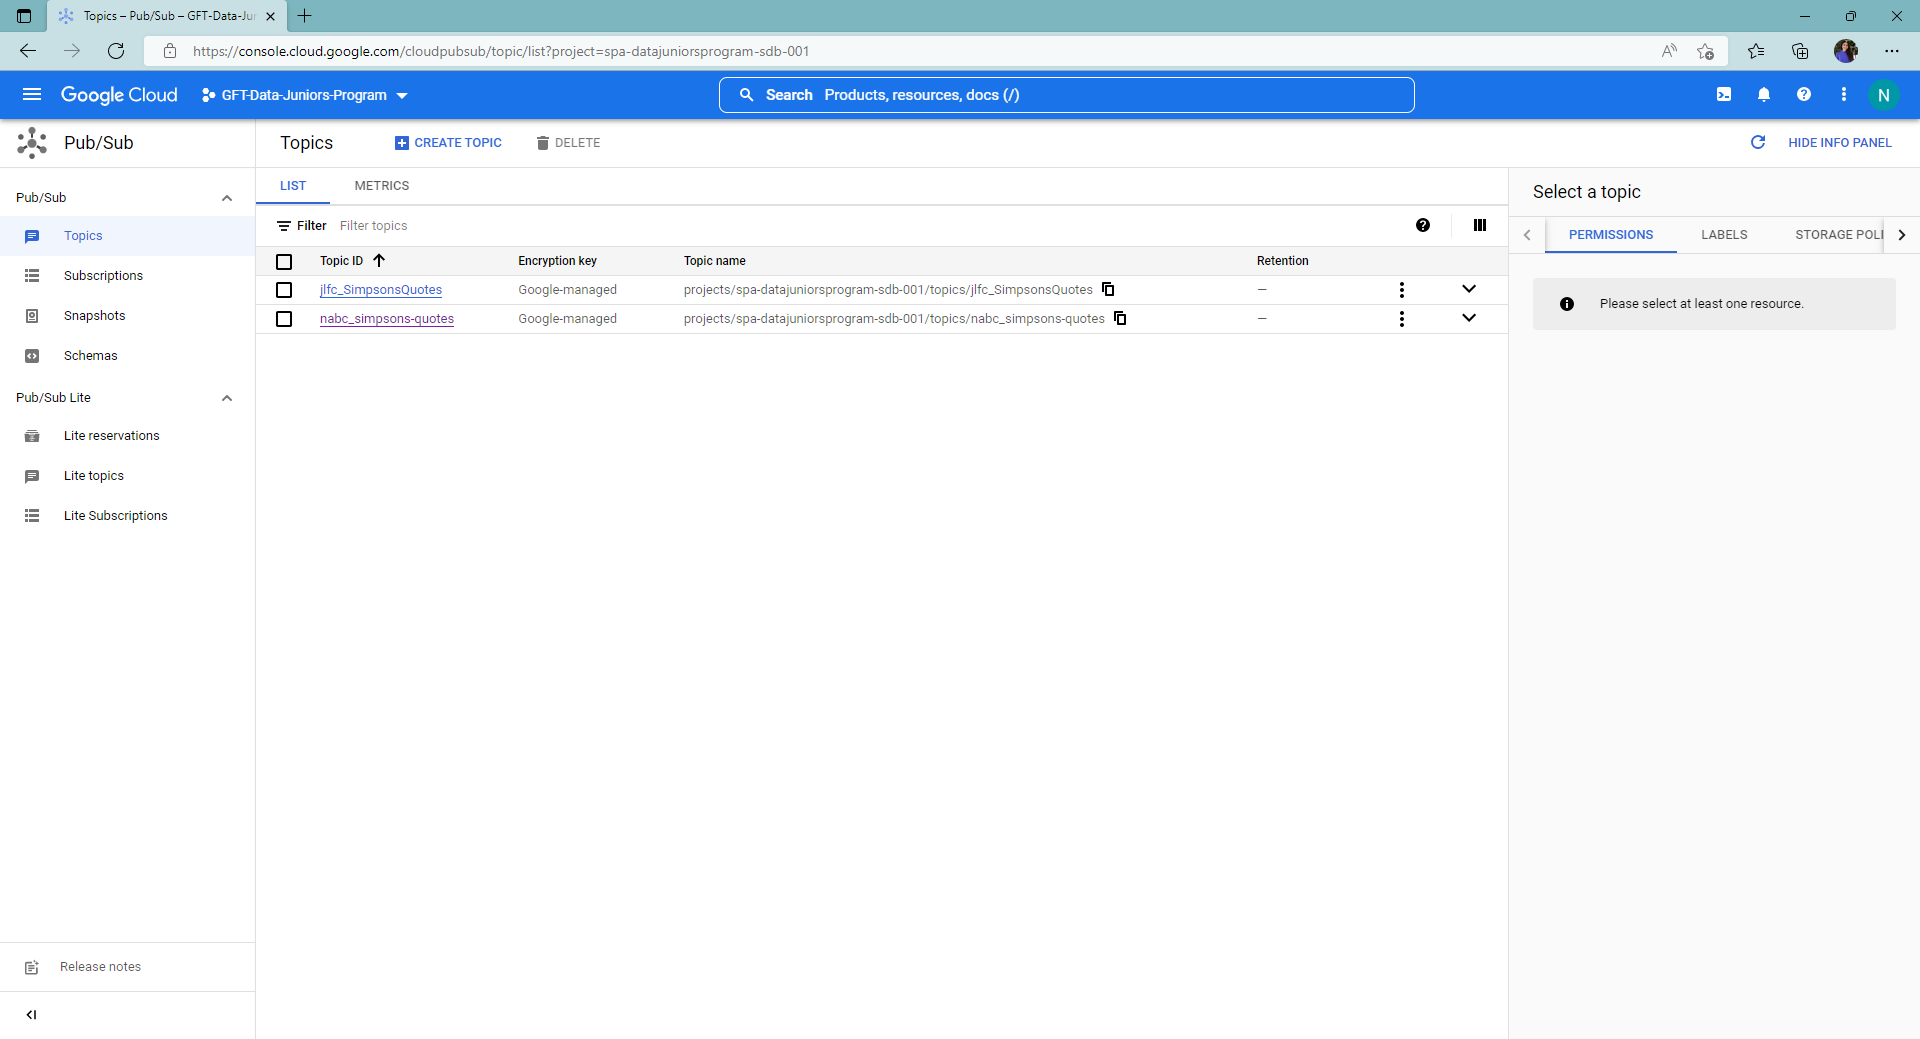 Topics – Pub/Sub – GFT-Data-Jur
https://console.cloud.google.com/cloudpubsub/topic/list?project=spa-datajuniorsprogram-sdb-001
Google Cloud
GFT-Data-Juniors-Program
Search Products, resources, docs (/)
N
Pub/Sub
Topics
CREATE TOPIC
DELETE
HIDE INFO PANEL
Pub/Sub
Topics
Subscriptions
Snapshots
Schemas
Pub/Sub Lite
Lite reservations
Lite topics
Lite Subscriptions
Release notes
LIST METRICS
Filter Filter topics
Topic ID Encryption key Topic name Retention
jlfc_SimpsonsQuotes Google-managed projects/spa-datajuniorsprogram-sdb-001/topics/jlfc_SimpsonsQuotes –
nabc_simpsons-quotes Google-managed projects/spa-datajuniorsprogram-sdb-001/topics/nabc_simpsons-quotes –
Select a topic
PERMISSIONS LABELS STORAGE POLI
Please select at least one resource.